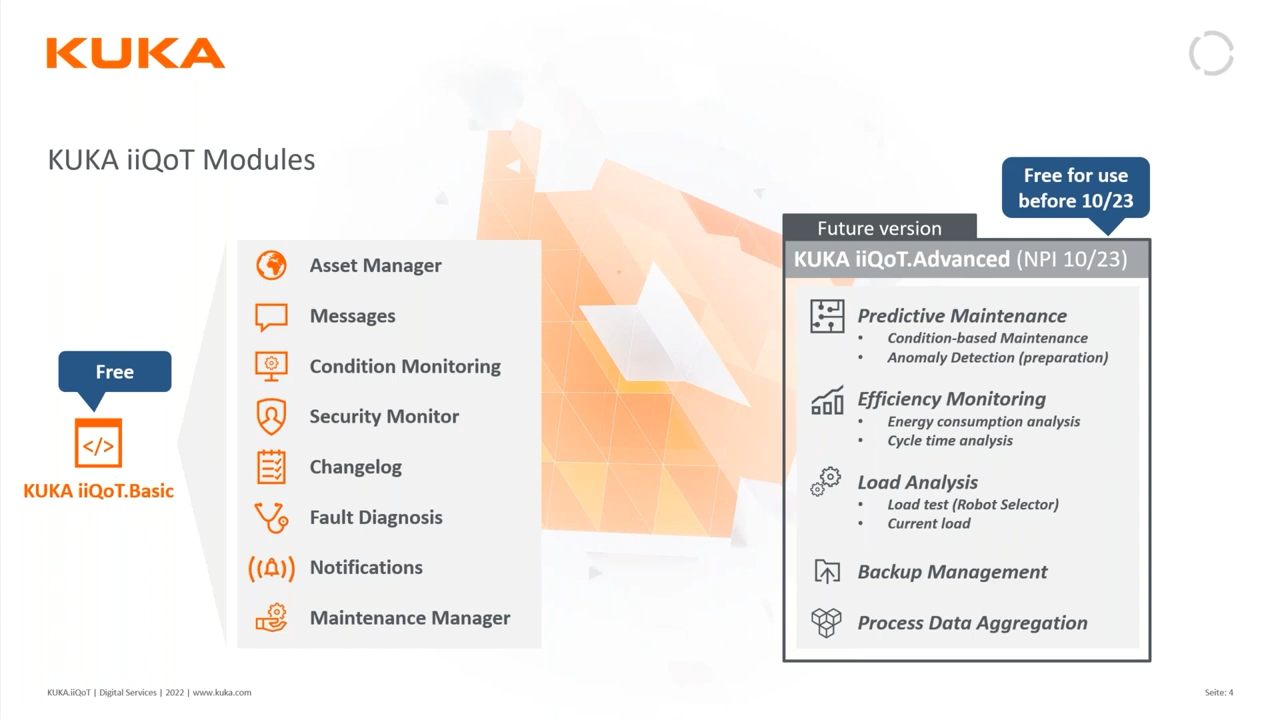 KUKA
KUKA iiQoT Modules
Free
</>
KUKA iiQoT.Basic
Asset Manager
Messages
Condition Monitoring
Security Monitor
Changelog
Fault Diagnosis
Notifications
Maintenance Manager
Free for use
before 10/23
Future version
KUKA iiQoT.Advanced (NPI 10/23)
Predictive Maintenance
• Condition-based Maintenance
• Anomaly Detection (preparation)
Efficiency Monitoring
• Energy consumption analysis
• Cycle time analysis
Load Analysis
• Load test (Robot Selector)
• Current load
Backup Management
Process Data Aggregation
KUKA.iiQoT | Digital Services | 2022 | www.kuka.com
Seite: 4